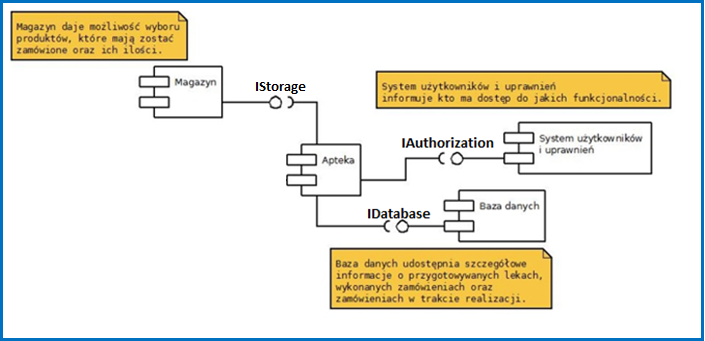 Magazyn daje możliwość wyboru
produktów, które mają zostać
zamówione oraz ich ilości.
Magazyn
IStorage
System użytkowników i uprawnień
informuje kto ma dostęp do jakich funkcjonalności.
Apteka
IAuthorization
System użytkowników
i uprawnień
IDatabase
Baza danych
Baza danych udostępnia szczegółowe
informacje o przygotowywanych lekach,
wykonanych zamówieniach oraz
zamówieniach w trakcie realizacji.